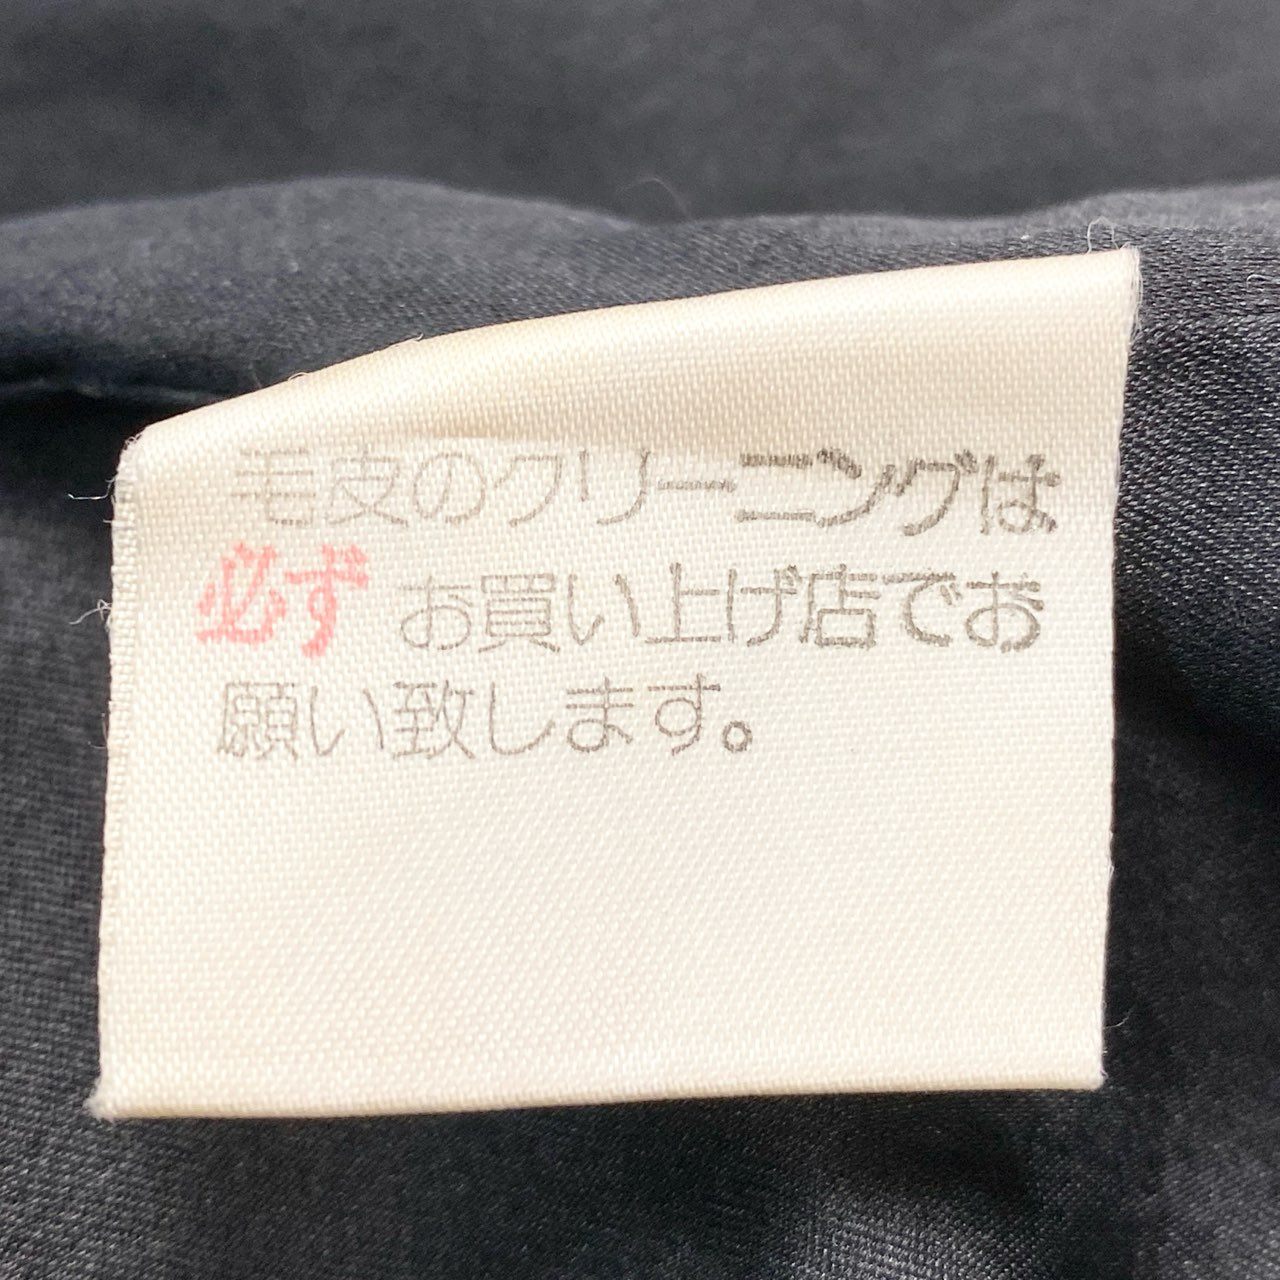 毛皮のクリーニングは
必ずお買い上げ店でお
願い致します。